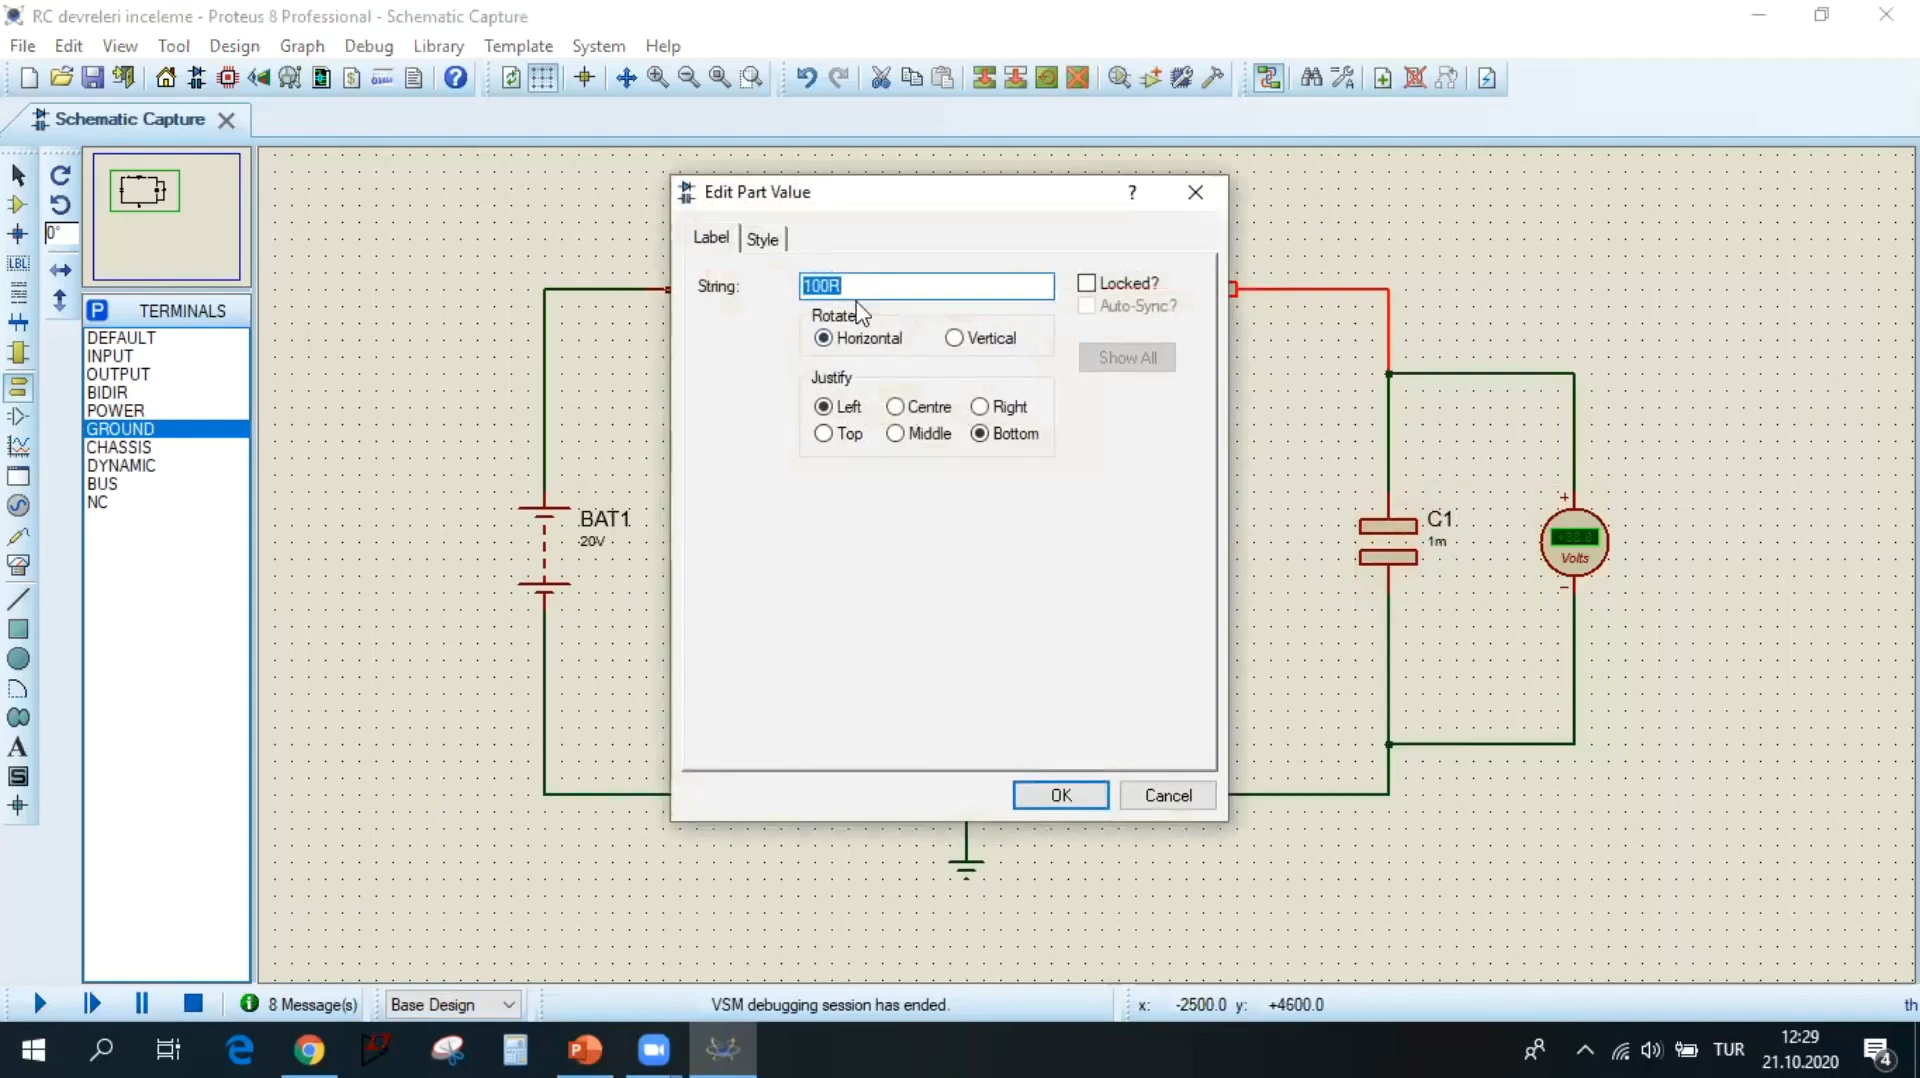 RC devreleri inceleme - Proteus 8 Professional - Schematic Capture
File Edit View Tool Design Graph Debug Library Template System Help
Schematic Capture
0°
LBL
P TERMINALS
DEFAULT
INPUT
OUTPUT
BIDIR
POWER
GROUND
CHASSIS
DYNAMIC
BUS
NC
A
S
Edit Part Value
?
Label
Style
String:
100R
Locked?
Auto-Sync?
Rotate
Horizontal
Vertical
Show All
Justify
Left
Centre
Right
Top
Middle
Bottom
OK
Cancel
BAT1
20V
C1
1m
+
Volts
−
8 Message(s)
Base Design
VSM debugging session has ended.
x: -2500.0 y: +4600.0
th
TUR
12:29
21.10.2020
4